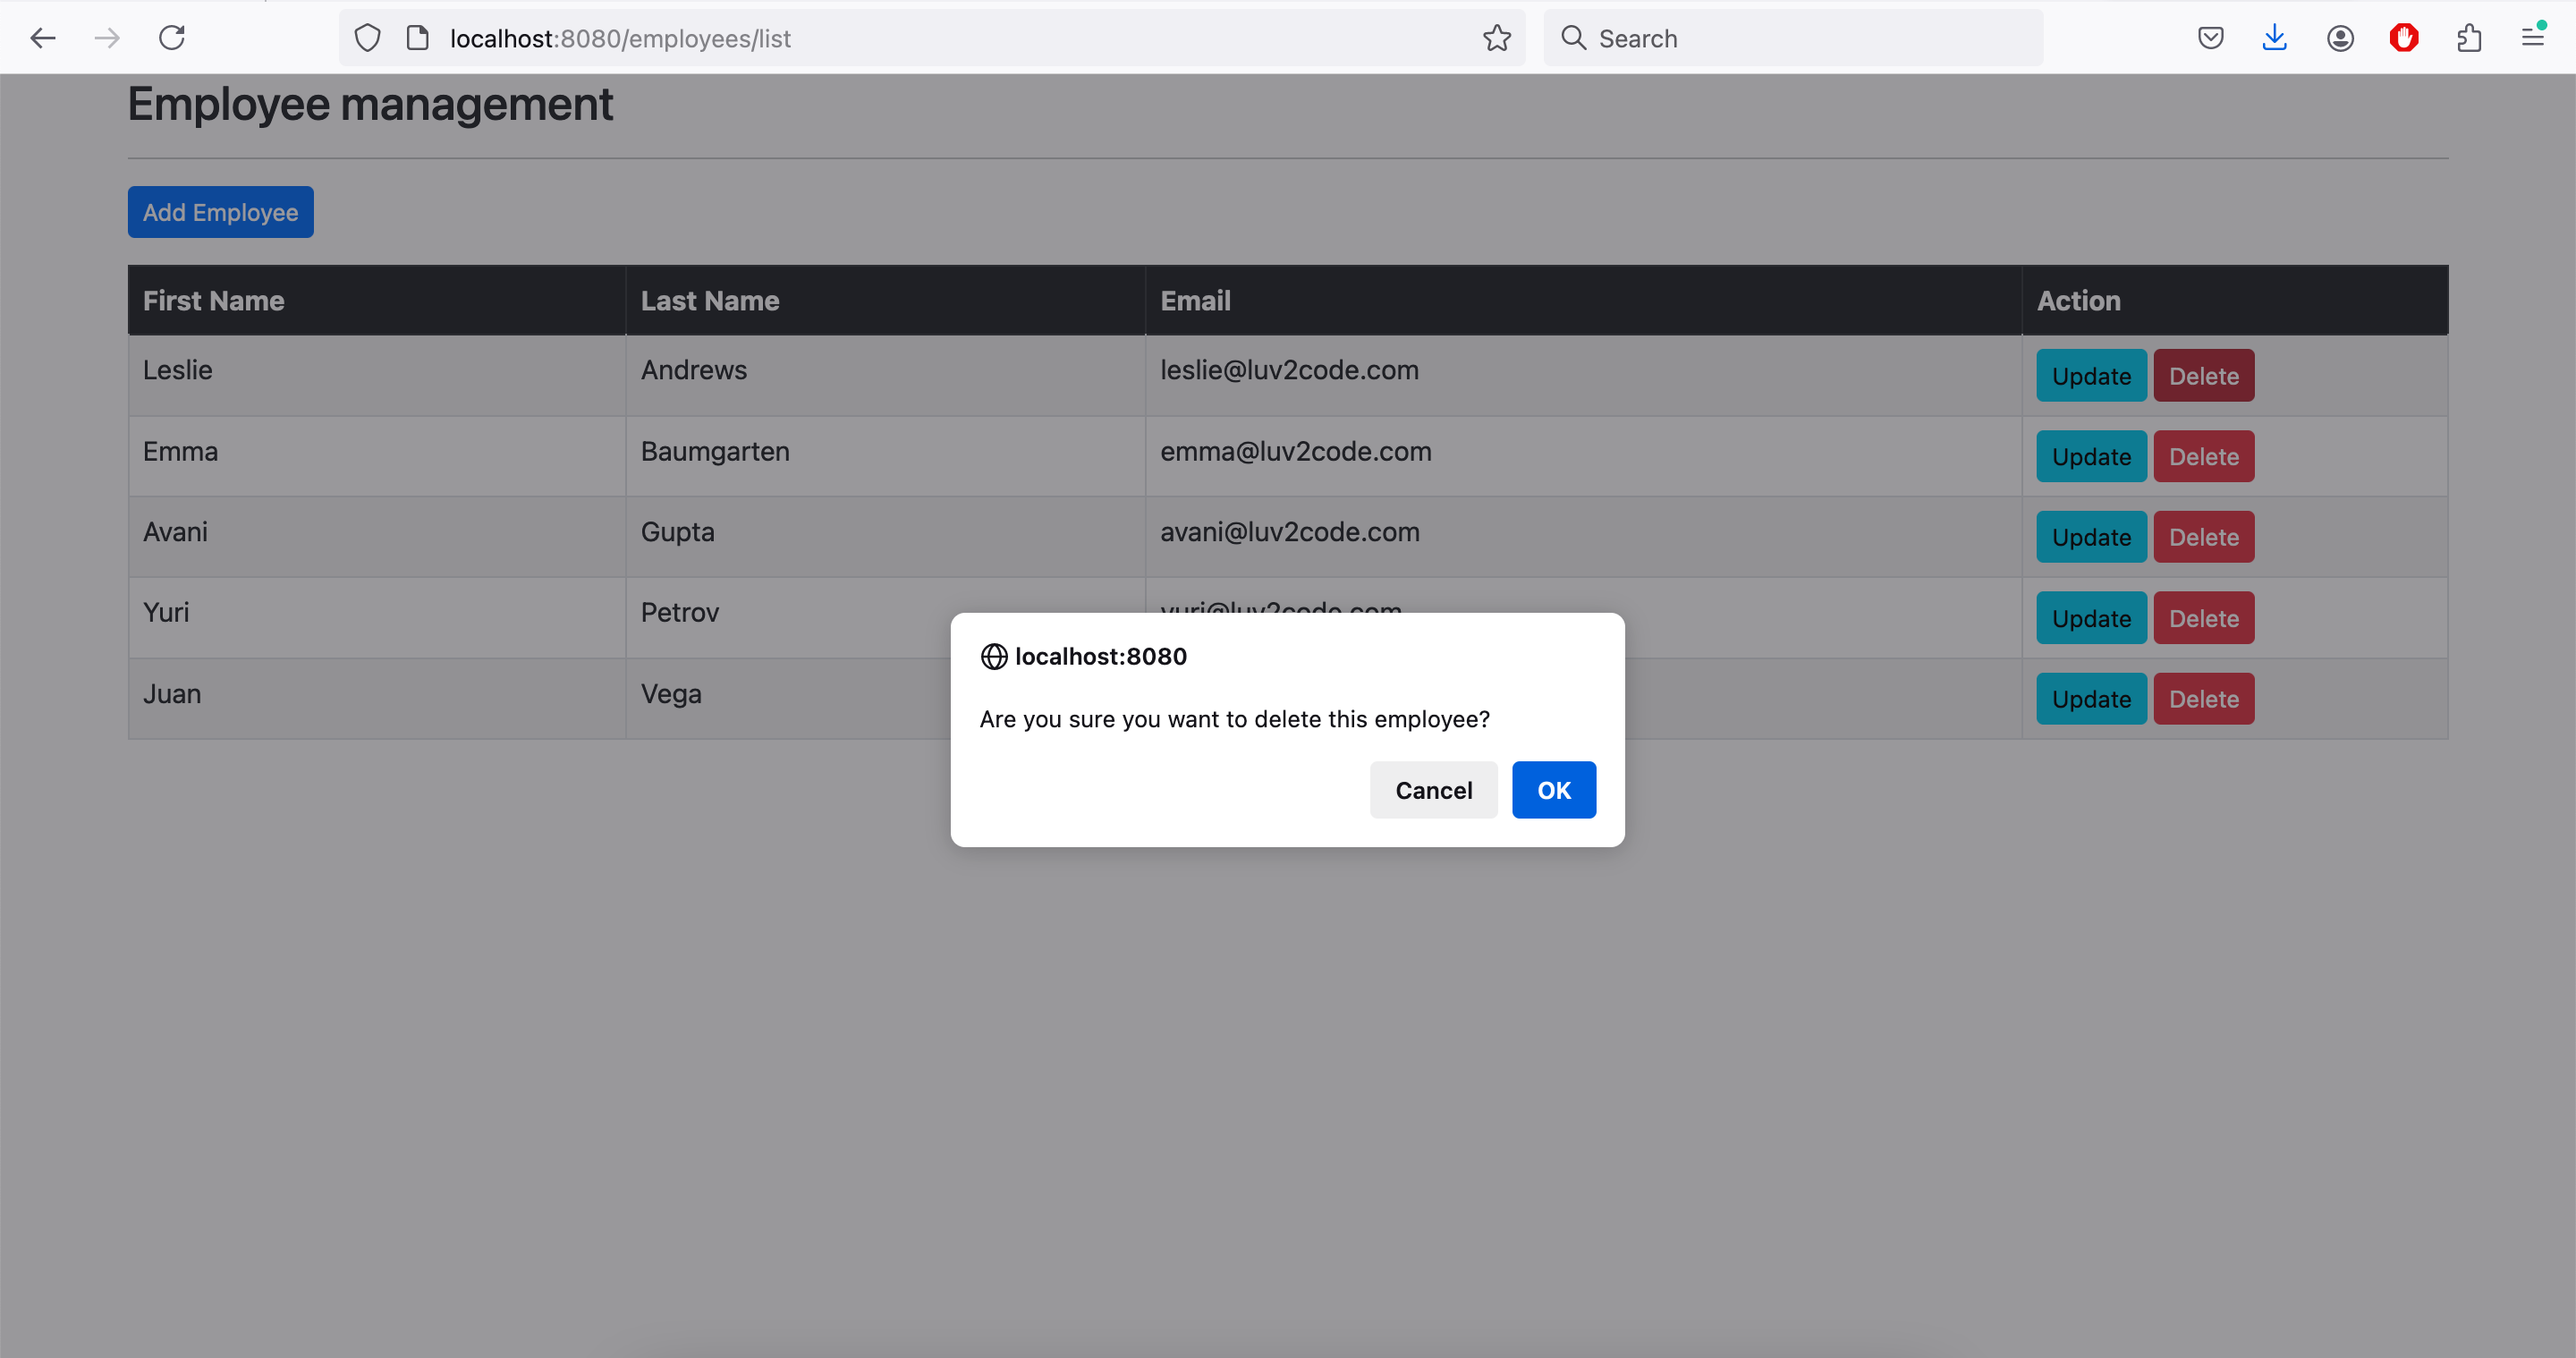 localhost:8080/employees/list
Search
Employee management
Add Employee
First Name Last Name Email Action
Leslie Andrews leslie@luv2code.com Update Delete
Emma Baumgarten emma@luv2code.com Update Delete
Avani Gupta avani@luv2code.com Update Delete
Yuri Petrov yuri@luv2code.com Update Delete
Juan Vega Update Delete
localhost:8080
Are you sure you want to delete this employee?
Cancel OK